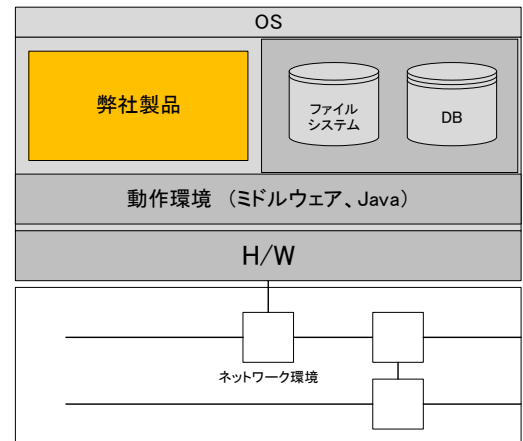 OS
弊社製品
ファイル
システム
DB
動作環境 （ミドルウェア、Java）
H/W
ネットワーク環境